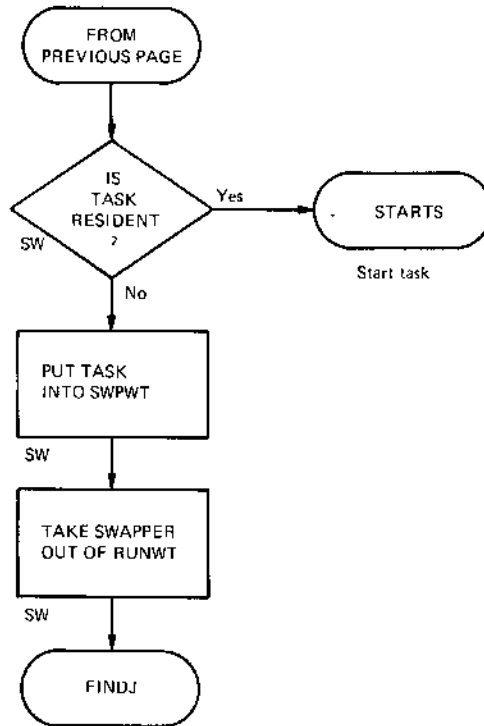 FROM
PREVIOUS PAGE
IS
TASK
RESIDENT
?
Yes
SW
STARTS
Start task
No
PUT TASK
INTO SWPWT
SW
TAKE SWAPPER
OUT OF RUNWT
SW
FINDJ